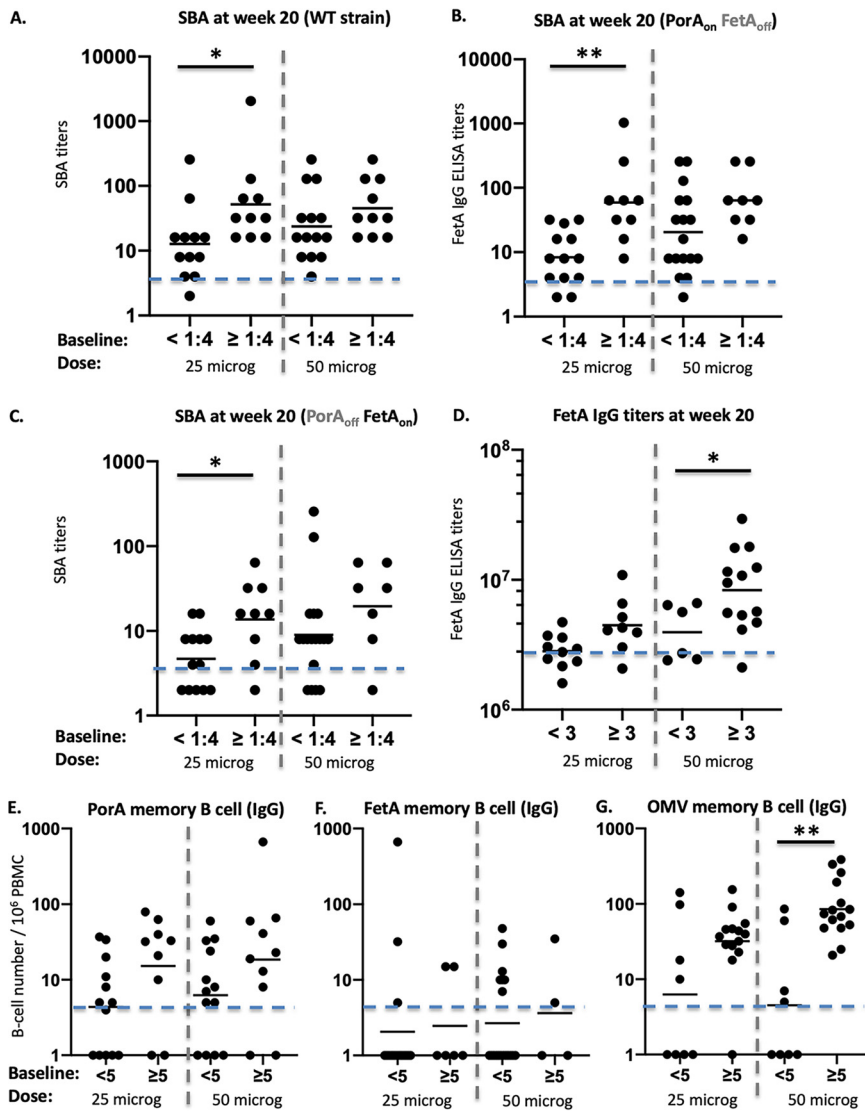 A. SBA at week 20 (WT strain)
SBA titers
10000
1000
100
10
1
*
Baseline: < 1:4 ≥ 1:4 < 1:4 ≥ 1:4
Dose: 25 microg 50 microg
B. SBA at week 20 (PorAon FetAoff)
FetA IgG ELISA titers
10000
1000
100
10
1
**
< 1:4 ≥ 1:4 < 1:4 ≥ 1:4
25 microg 50 microg
C. SBA at week 20 (PorAoff FetAon)
SBA titers
1000
100
10
1
*
Baseline: < 1:4 ≥ 1:4 < 1:4 ≥ 1:4
Dose: 25 microg 50 microg
D. FetA IgG titers at week 20
FetA IgG ELISA titers
10⁸
10⁷
10⁶
*
< 3 ≥ 3 < 3 ≥ 3
25 microg 50 microg
E. PorA memory B cell (IgG)
B-cell number / 10⁶ PBMC
1000
100
10
1
Baseline: <5 ≥5 <5 ≥5
Dose: 25 microg 50 microg
F. FetA memory B cell (IgG)
1000
100
10
1
<5 ≥5 <5 ≥5
25 microg 50 microg
G. OMV memory B cell (IgG)
1000
100
10
1
**
<5 ≥5 <5 ≥5
25 microg 50 microg